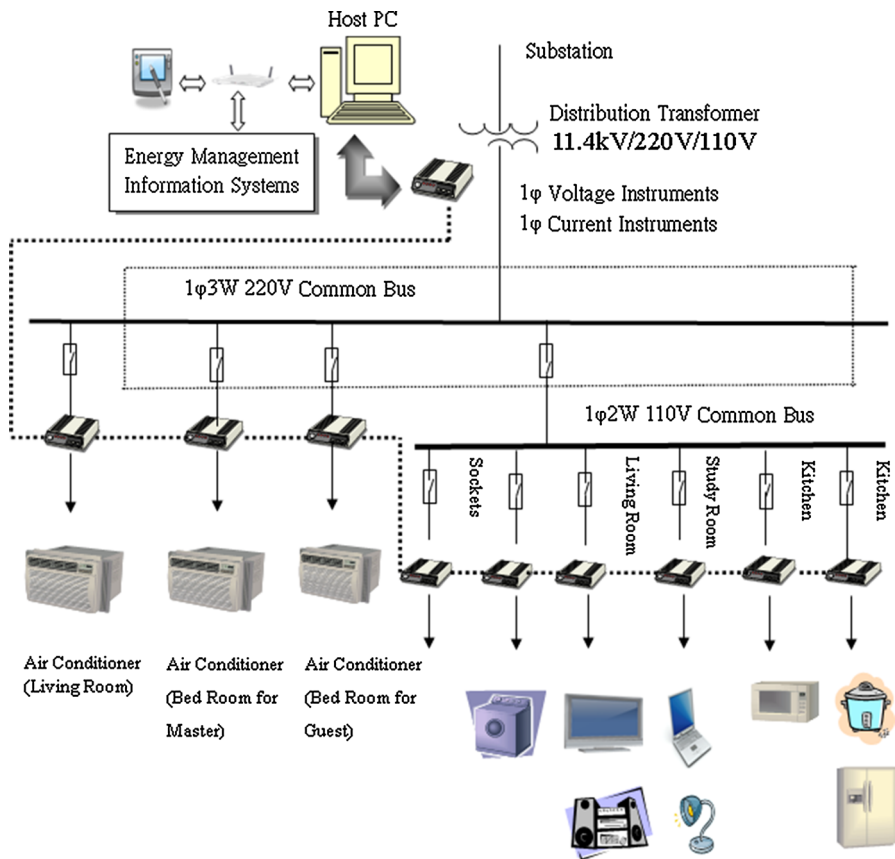 Host PC
Substation
Distribution Transformer
11.4kV/220V/110V
Energy Management
Information Systems
1φ Voltage Instruments
1φ Current Instruments
1φ3W 220V Common Bus
1φ2W 110V Common Bus
Sockets
Living Room
Study Room
Kitchen
Kitchen
Air Conditioner
(Living Room)
Air Conditioner
(Bed Room for
Master)
Air Conditioner
(Bed Room for
Guest)